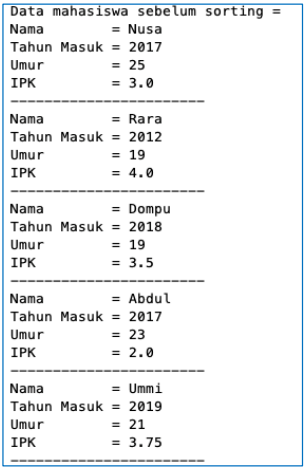 Data mahasiswa sebelum sorting =
Nama        = Nusa
Tahun Masuk = 2017
Umur        = 25
IPK         = 3.0
-----------------------
Nama        = Rara
Tahun Masuk = 2012
Umur        = 19
IPK         = 4.0
-----------------------
Nama        = Dompu
Tahun Masuk = 2018
Umur        = 19
IPK         = 3.5
-----------------------
Nama        = Abdul
Tahun Masuk = 2017
Umur        = 23
IPK         = 2.0
-----------------------
Nama        = Ummi
Tahun Masuk = 2019
Umur        = 21
IPK         = 3.75
-----------------------